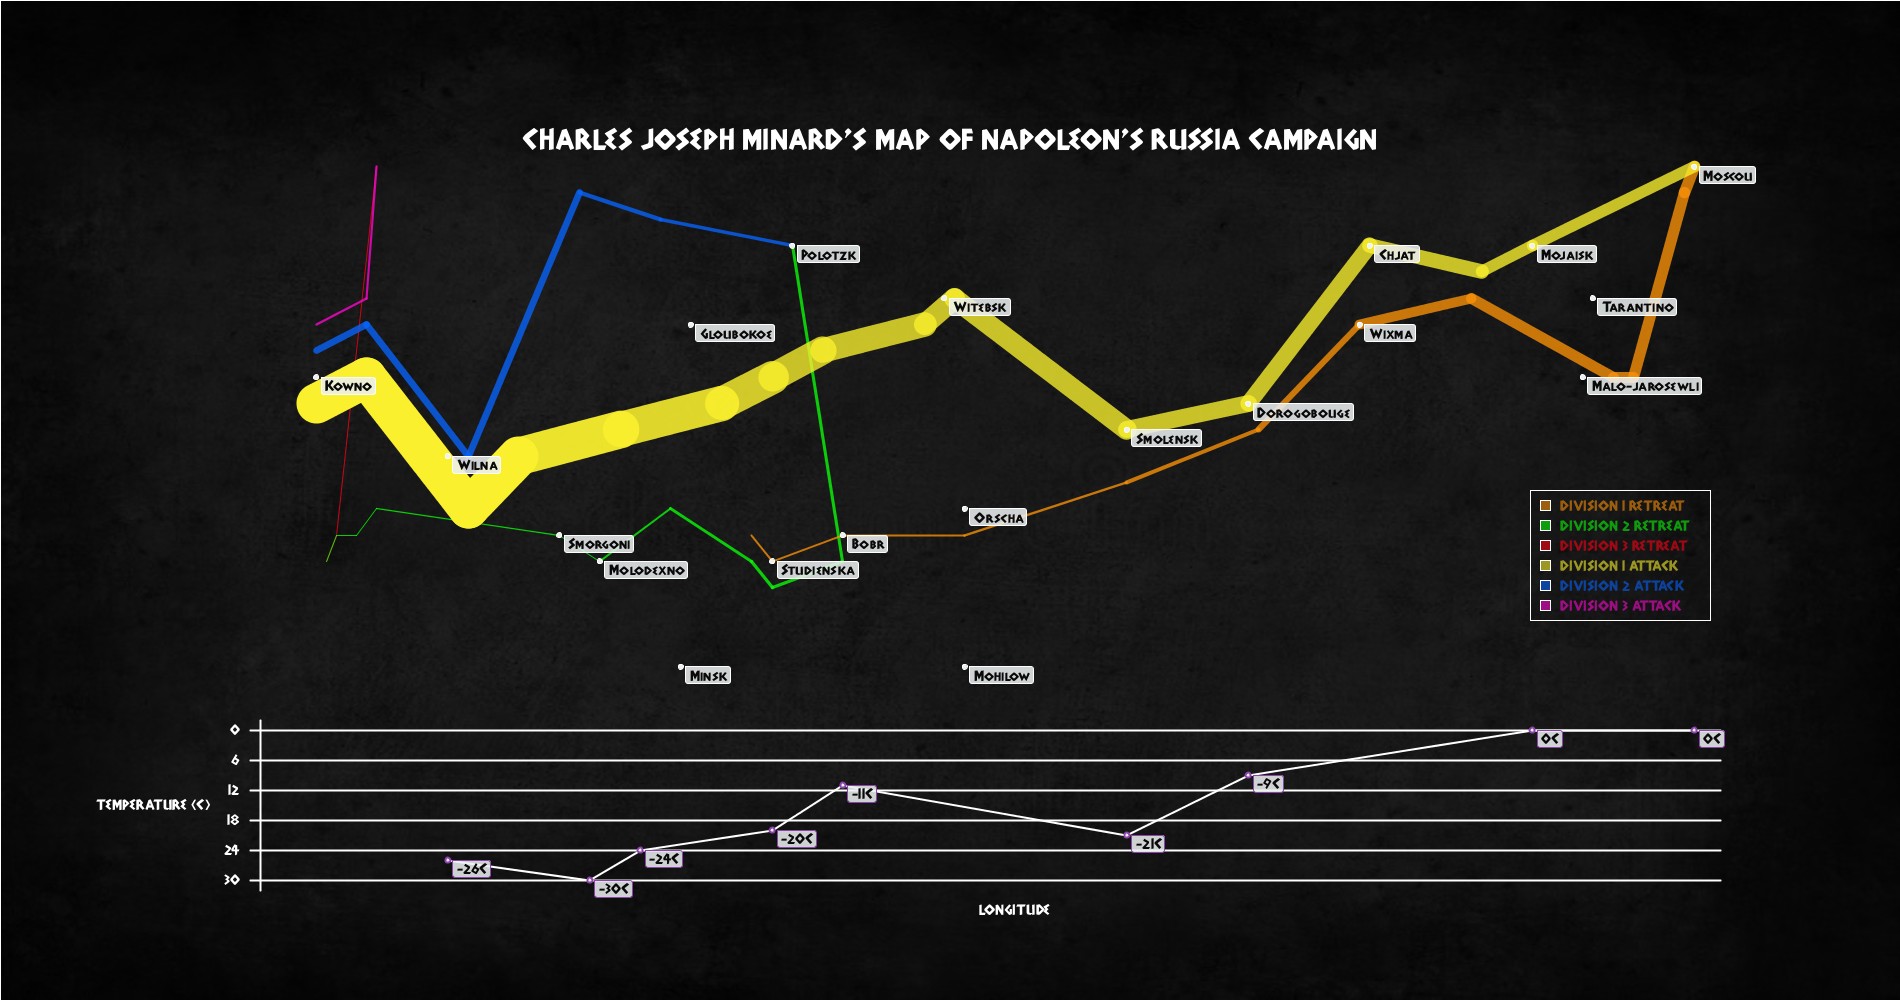 CHARLES JOSEPH MINARD'S MAP OF NAPOLEON'S RUSSIA CAMPAIGN
MOSCOU
POLOTZK
CHJAT
MOJAISK
WITEBSK
TARANTINO
GLOUBOKOE
WIXMA
KOWNO
MALO-JAROSEWLI
DOROGOBOUGE
SMOLENSK
WILNA
ORSCHA
SMORGONI
BOBR
MOLODEXNO
STUDIENSKA
DIVISION 1 RETREAT
DIVISION 2 RETREAT
DIVISION 3 RETREAT
DIVISION 1 ATTACK
DIVISION 2 ATTACK
DIVISION 3 ATTACK
MINSK
MOHILOW
0
6
12
18
24
30
TEMPERATURE (C)
0C
0C
-9C
-11C
-20C
-21C
-24C
-26C
-30C
LONGITUDE